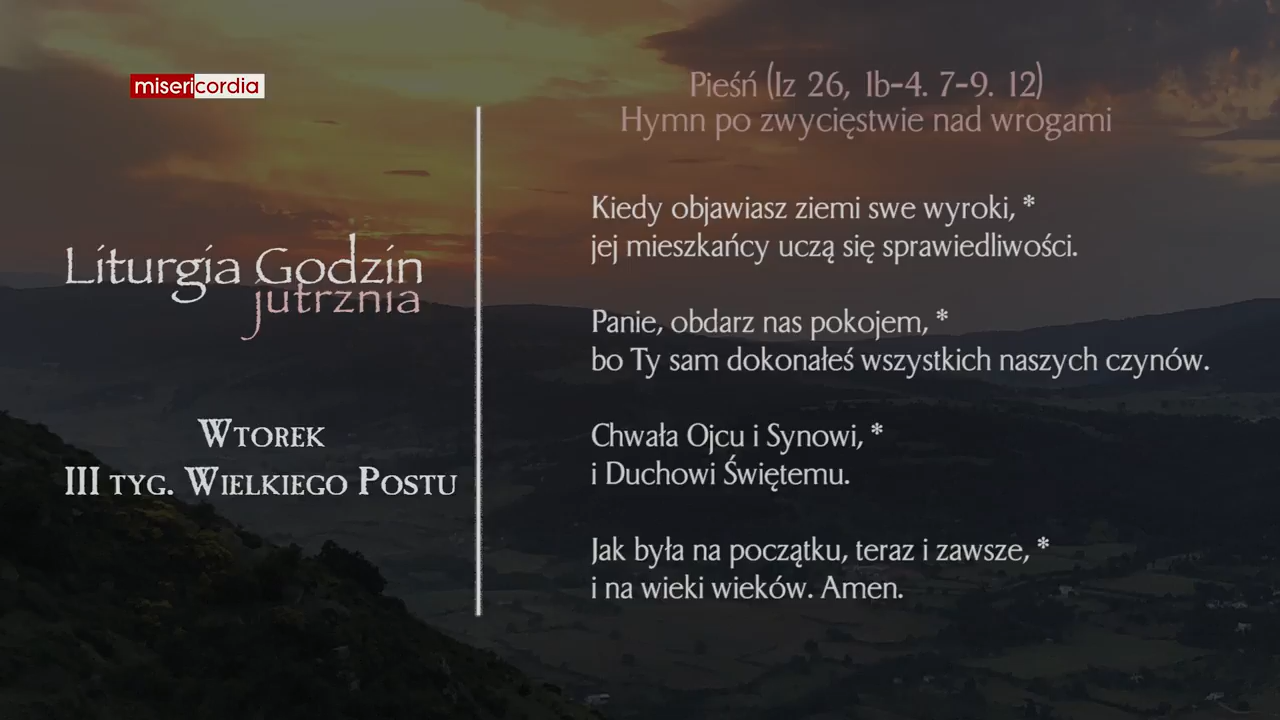 misericordia
Liturgia Godzin
jutrznia
Wtorek
III tyg. Wielkiego Postu
Pieśń (Iz 26, 1b-4. 7-9. 12)
Hymn po zwycięstwie nad wrogami
Kiedy objawiasz ziemi swe wyroki, *
jej mieszkańcy uczą się sprawiedliwości.
Panie, obdarz nas pokojem, *
bo Ty sam dokonałeś wszystkich naszych czynów.
Chwała Ojcu i Synowi, *
i Duchowi Świętemu.
Jak była na początku, teraz i zawsze, *
i na wieki wieków. Amen.